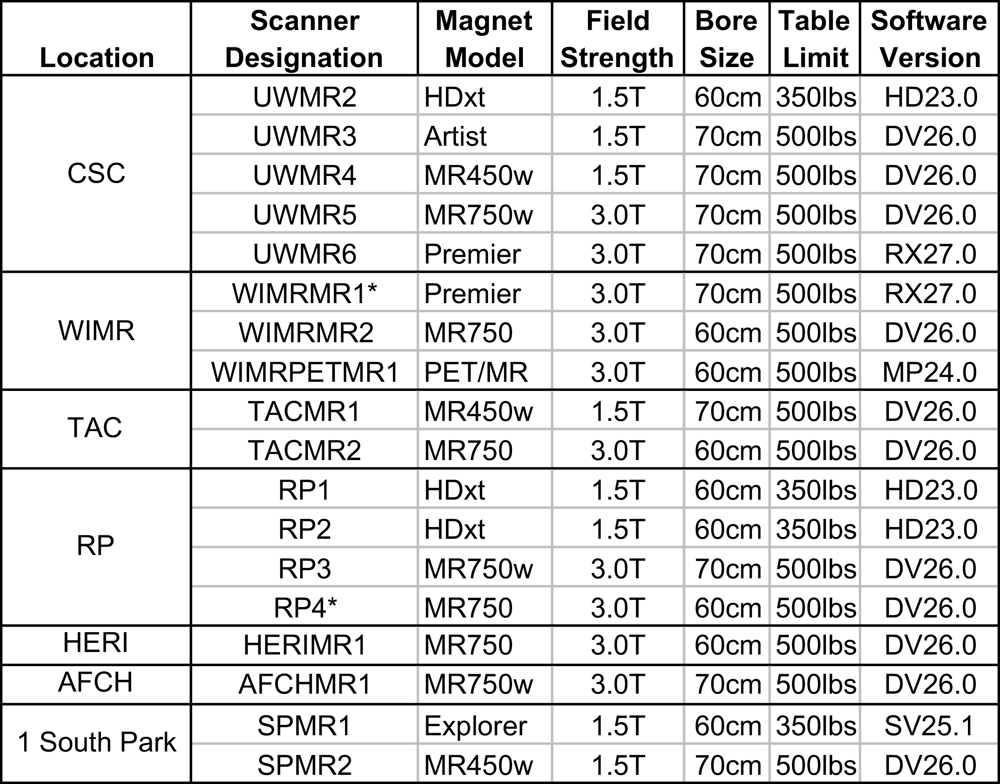 Location Scanner Designation Magnet Model Field Strength Bore Size Table Limit Software Version
CSC UWMR2 HDxt 1.5T 60cm 350lbs HD23.0
UWMR3 Artist 1.5T 70cm 500lbs DV26.0
UWMR4 MR450w 1.5T 70cm 500lbs DV26.0
UWMR5 MR750w 3.0T 70cm 500lbs DV26.0
UWMR6 Premier 3.0T 70cm 500lbs RX27.0
WIMR WIMRMR1* Premier 3.0T 70cm 500lbs RX27.0
WIMRMR2 MR750 3.0T 60cm 500lbs DV26.0
WIMRPETMR1 PET/MR 3.0T 60cm 500lbs MP24.0
TAC TACMR1 MR450w 1.5T 70cm 500lbs DV26.0
TACMR2 MR750 3.0T 60cm 500lbs DV26.0
RP RP1 HDxt 1.5T 60cm 350lbs HD23.0
RP2 HDxt 1.5T 60cm 350lbs HD23.0
RP3 MR750w 3.0T 70cm 500lbs DV26.0
RP4* MR750 3.0T 60cm 500lbs DV26.0
HERI HERIMR1 MR750 3.0T 60cm 500lbs DV26.0
AFCH AFCHMR1 MR750w 3.0T 70cm 500lbs DV26.0
1 South Park SPMR1 Explorer 1.5T 60cm 350lbs SV25.1
SPMR2 MR450w 1.5T 70cm 500lbs DV26.0